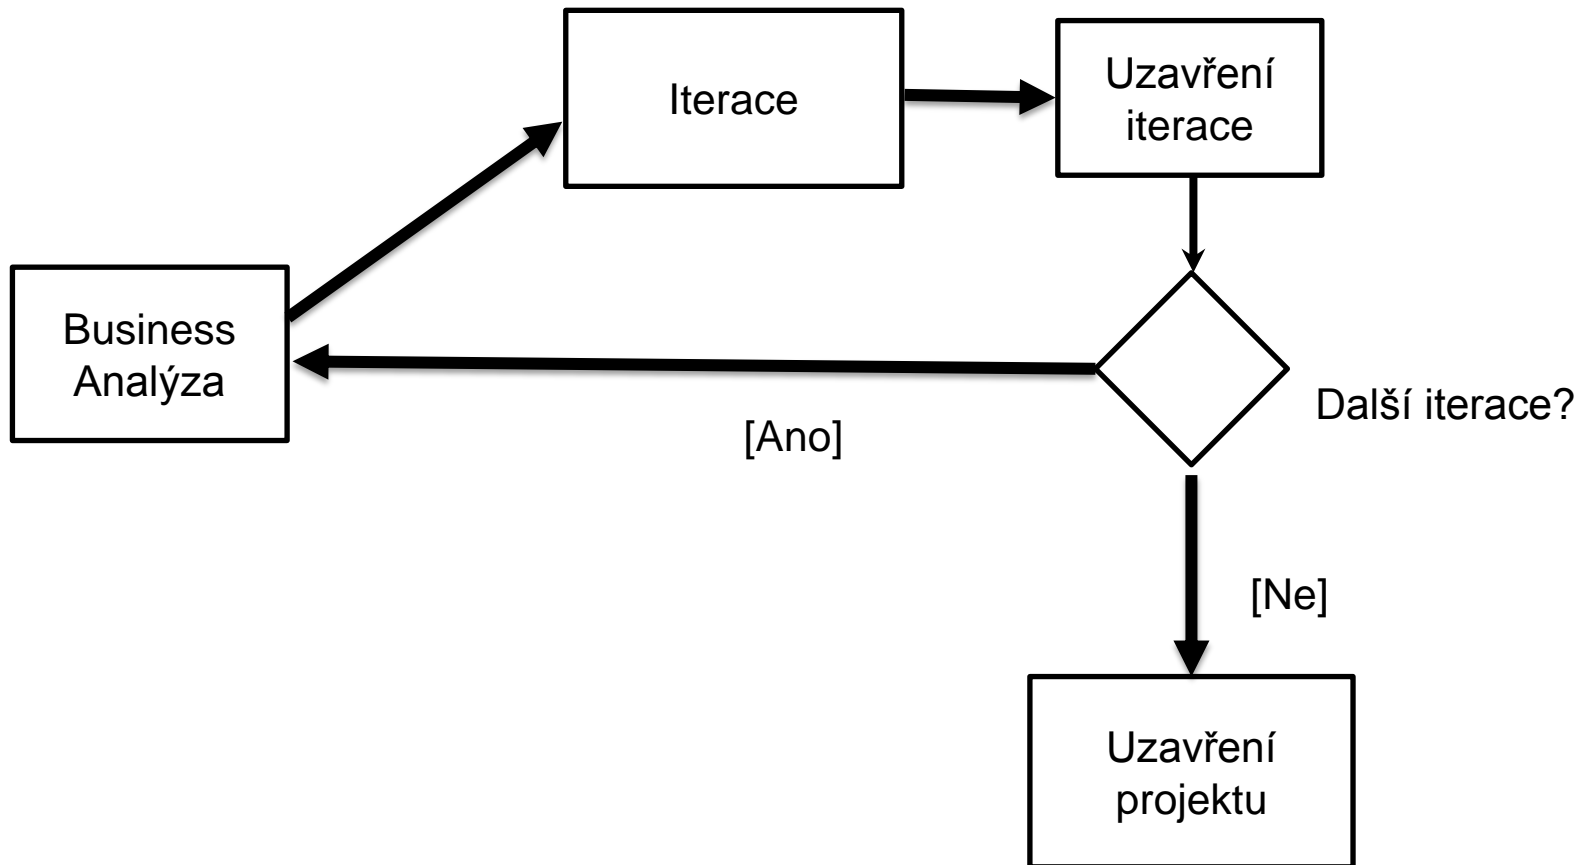 Iterace
Uzavření
iterace
Business
Analýza
Další iterace?
[Ano]
[Ne]
Uzavření
projektu